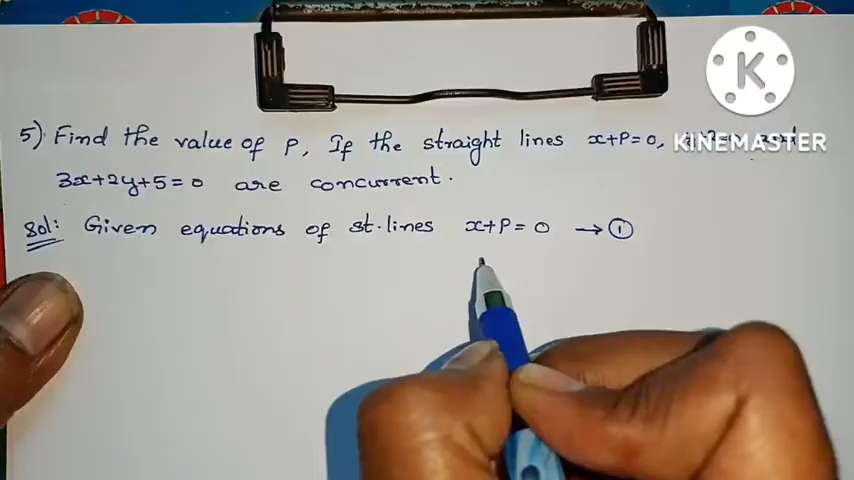 5) Find the value of P, If the straight lines x+P=0,
3x+2y+5=0 are concurrent.
Sol: Given equations of st.lines x+P=0 → ①
K
KINEMASTER